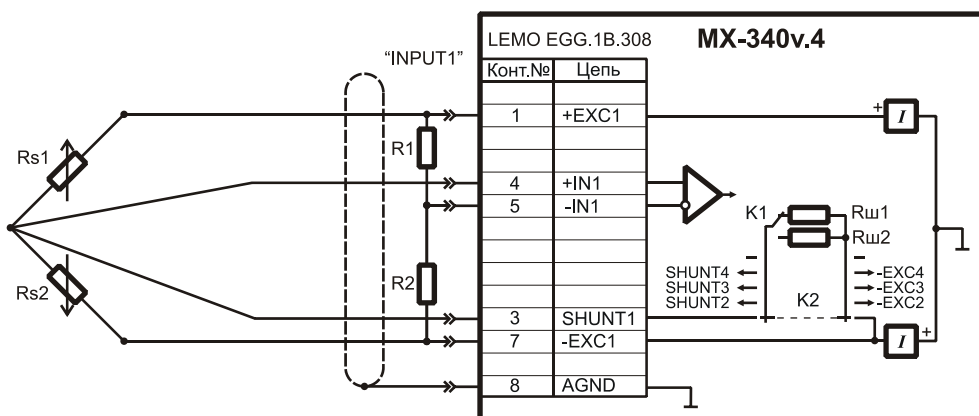 LEMO EGG.1B.308
MX-340v.4
"INPUT1"
Конт.№ Цепь
1 +EXC1
+ I
R1
Rs1
4 +IN1
5 -IN1
K1 Rш1
Rш2
R2
Rs2
SHUNT4 -EXC4
SHUNT3 K2 -EXC3
SHUNT2 -EXC2
3 SHUNT1
7 -EXC1
I +
8 AGND